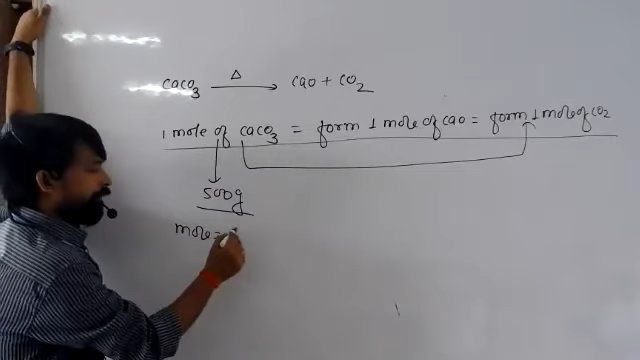 CaCO3 Δ→ CaO + CO2
1 mole of CaCO3 = form 1 mole of CaO = form 1 mole of CO2
500g
mole =